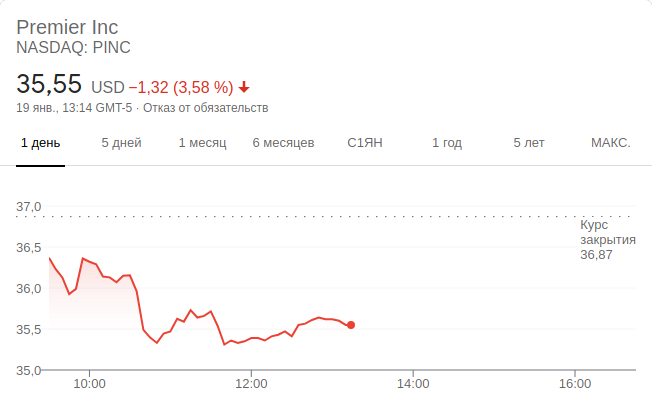 Premier Inc
NASDAQ: PINC
35,55 USD −1,32 (3,58 %)
19 янв., 13:14 GMT-5 · Отказ от обязательств
1 день 5 дней 1 месяц 6 месяцев С1ЯН 1 год 5 лет МАКС.
37,0
Курс
закрытия
36,87
36,5
36,0
35,5
35,0
10:00 12:00 14:00 16:00